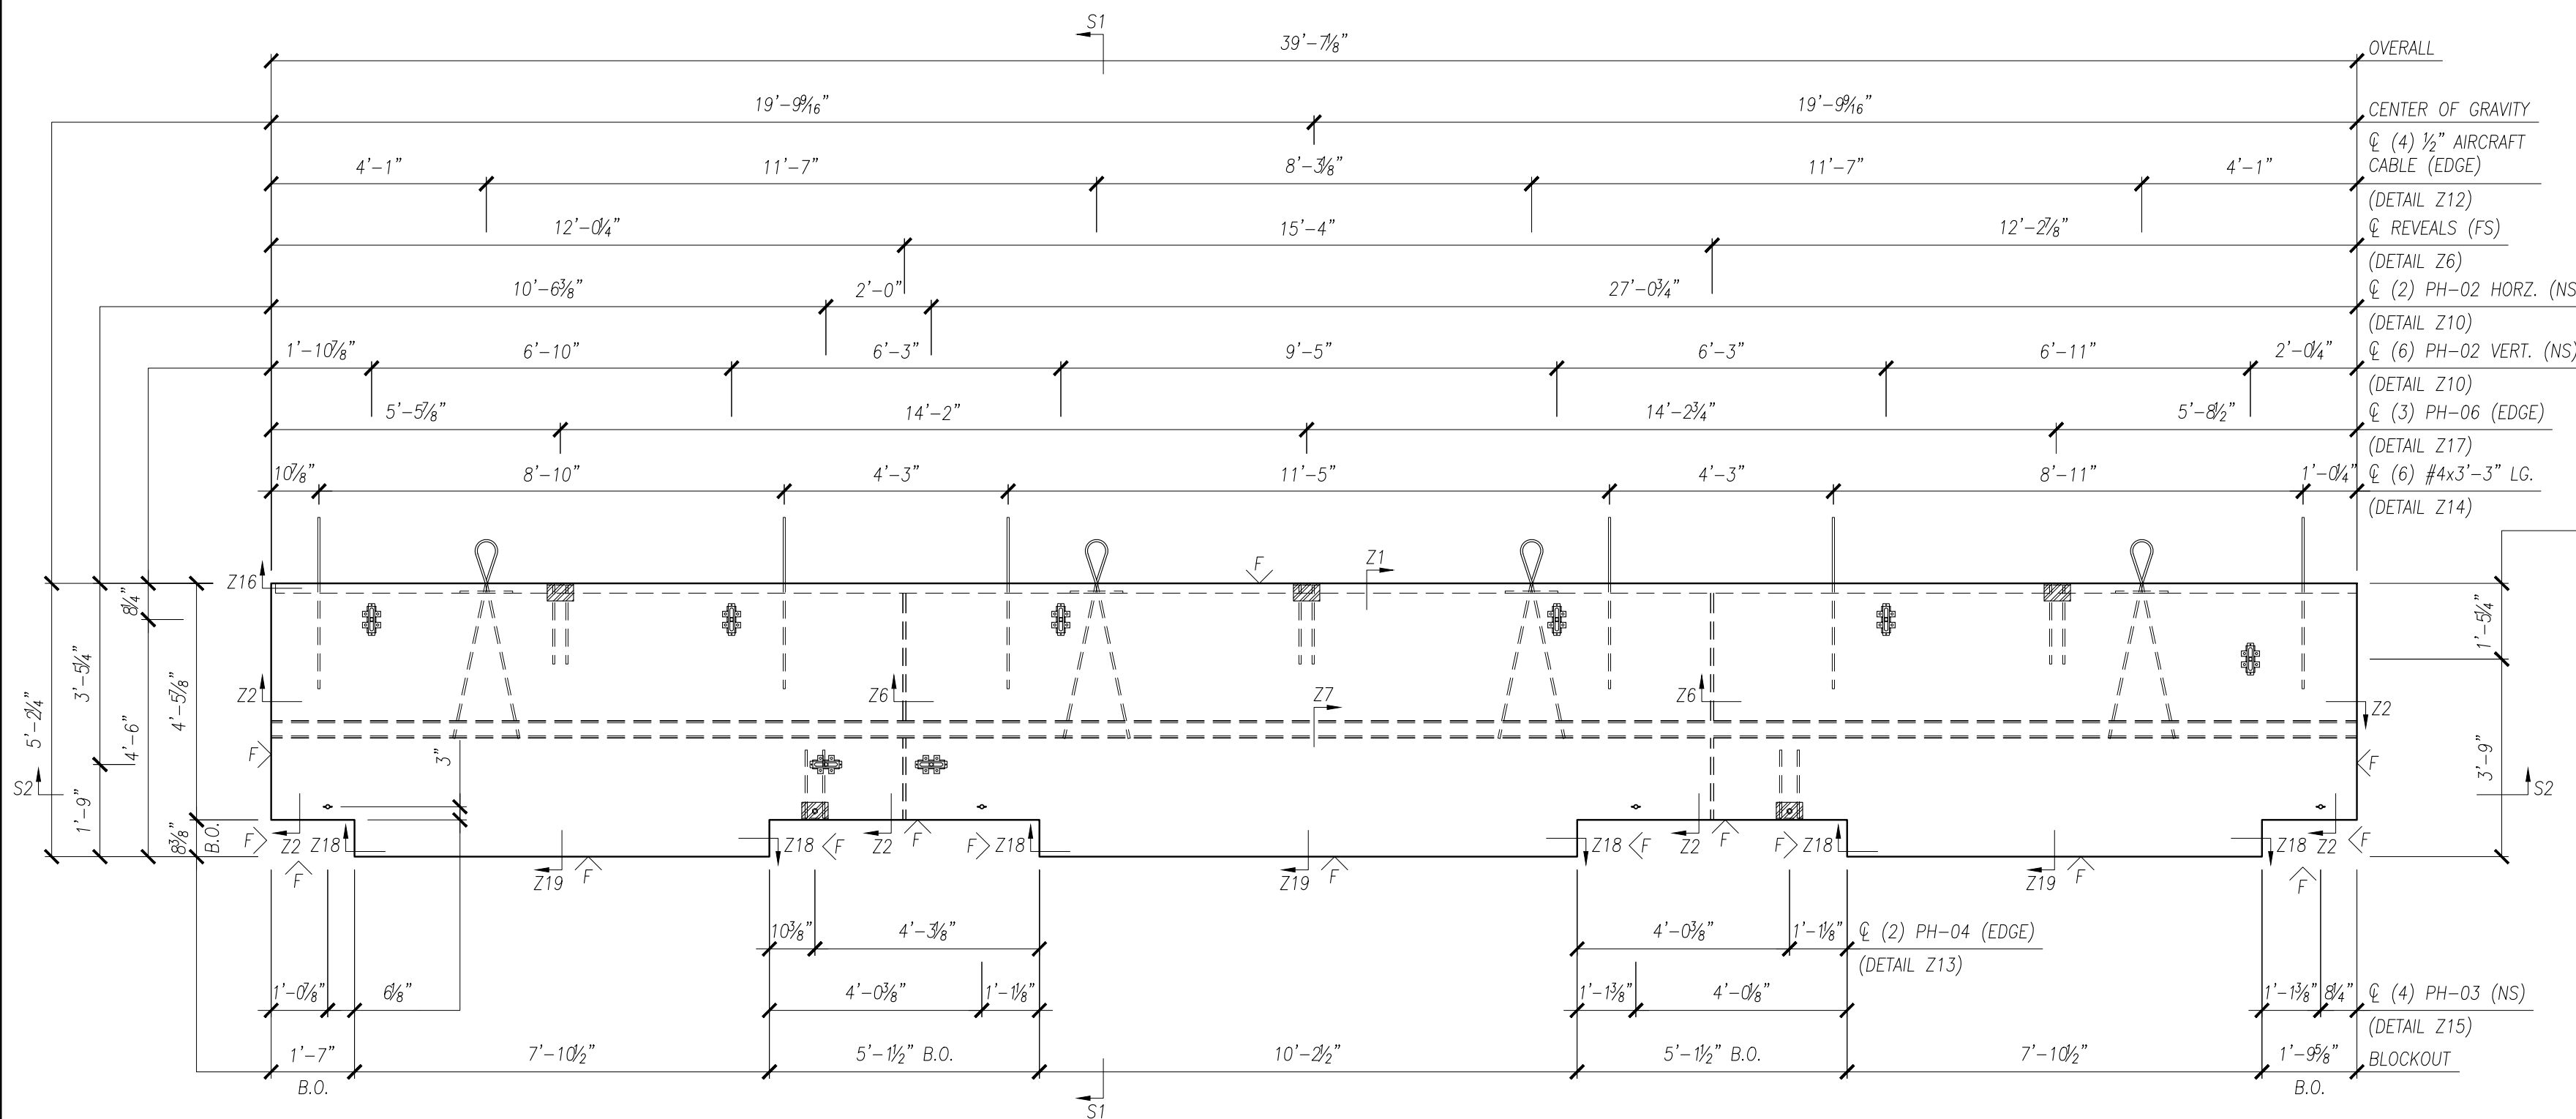 S1
39'-7⅛"
OVERALL
19'-9⁹⁄₁₆"
19'-9⁹⁄₁₆"
CENTER OF GRAVITY
℄ (4) ½" AIRCRAFT
CABLE (EDGE)
4'-1"
11'-7"
8'-3⅛"
11'-7"
4'-1"
(DETAIL Z12)
℄ REVEALS (FS)
12'-0¼"
15'-4"
12'-2⅞"
(DETAIL Z6)
℄ (2) PH-02 HORZ. (NS
10'-6⅜"
2'-0"
27'-0¾"
(DETAIL Z10)
℄ (6) PH-02 VERT. (NS)
1'-10⅞"
6'-10"
6'-3"
9'-5"
6'-3"
6'-11"
2'-0¼"
(DETAIL Z10)
℄ (3) PH-06 (EDGE)
5'-5⅞"
14'-2"
14'-2¾"
5'-8½"
(DETAIL Z17)
℄ (6) #4x3'-3" LG.
10⅞"
8'-10"
4'-3"
11'-5"
4'-3"
8'-11"
1'-0¼"
(DETAIL Z14)
F
Z1
Z16
8¼"
1'-5¼"
3'-5¼"
4'-5⅞"
5'-2¼"
4'-6"
Z2
Z6
Z7
Z6
Z2
F
3"
F
3'-9"
S2
S2
1'-9"
8⅜"
B.O.
F
Z2
Z18
F
Z19
F
Z18
F
Z2
F
F
Z18
Z19
F
Z18
F
Z2
F
F
Z18
Z19
F
Z18
Z2
F
F
10⅜"
4'-3⅛"
4'-0⅜"
1'-1⅛"
℄ (2) PH-04 (EDGE)
(DETAIL Z13)
1'-0⅞"
6⅛"
4'-0⅜"
1'-1⅛"
1'-1⅜"
4'-0⅛"
1'-1⅜"
8¼"
℄ (4) PH-03 (NS)
(DETAIL Z15)
1'-7"
B.O.
7'-10½"
5'-1½" B.O.
10'-2½"
5'-1½" B.O.
7'-10½"
1'-9⅝"
B.O.
BLOCKOUT
S1